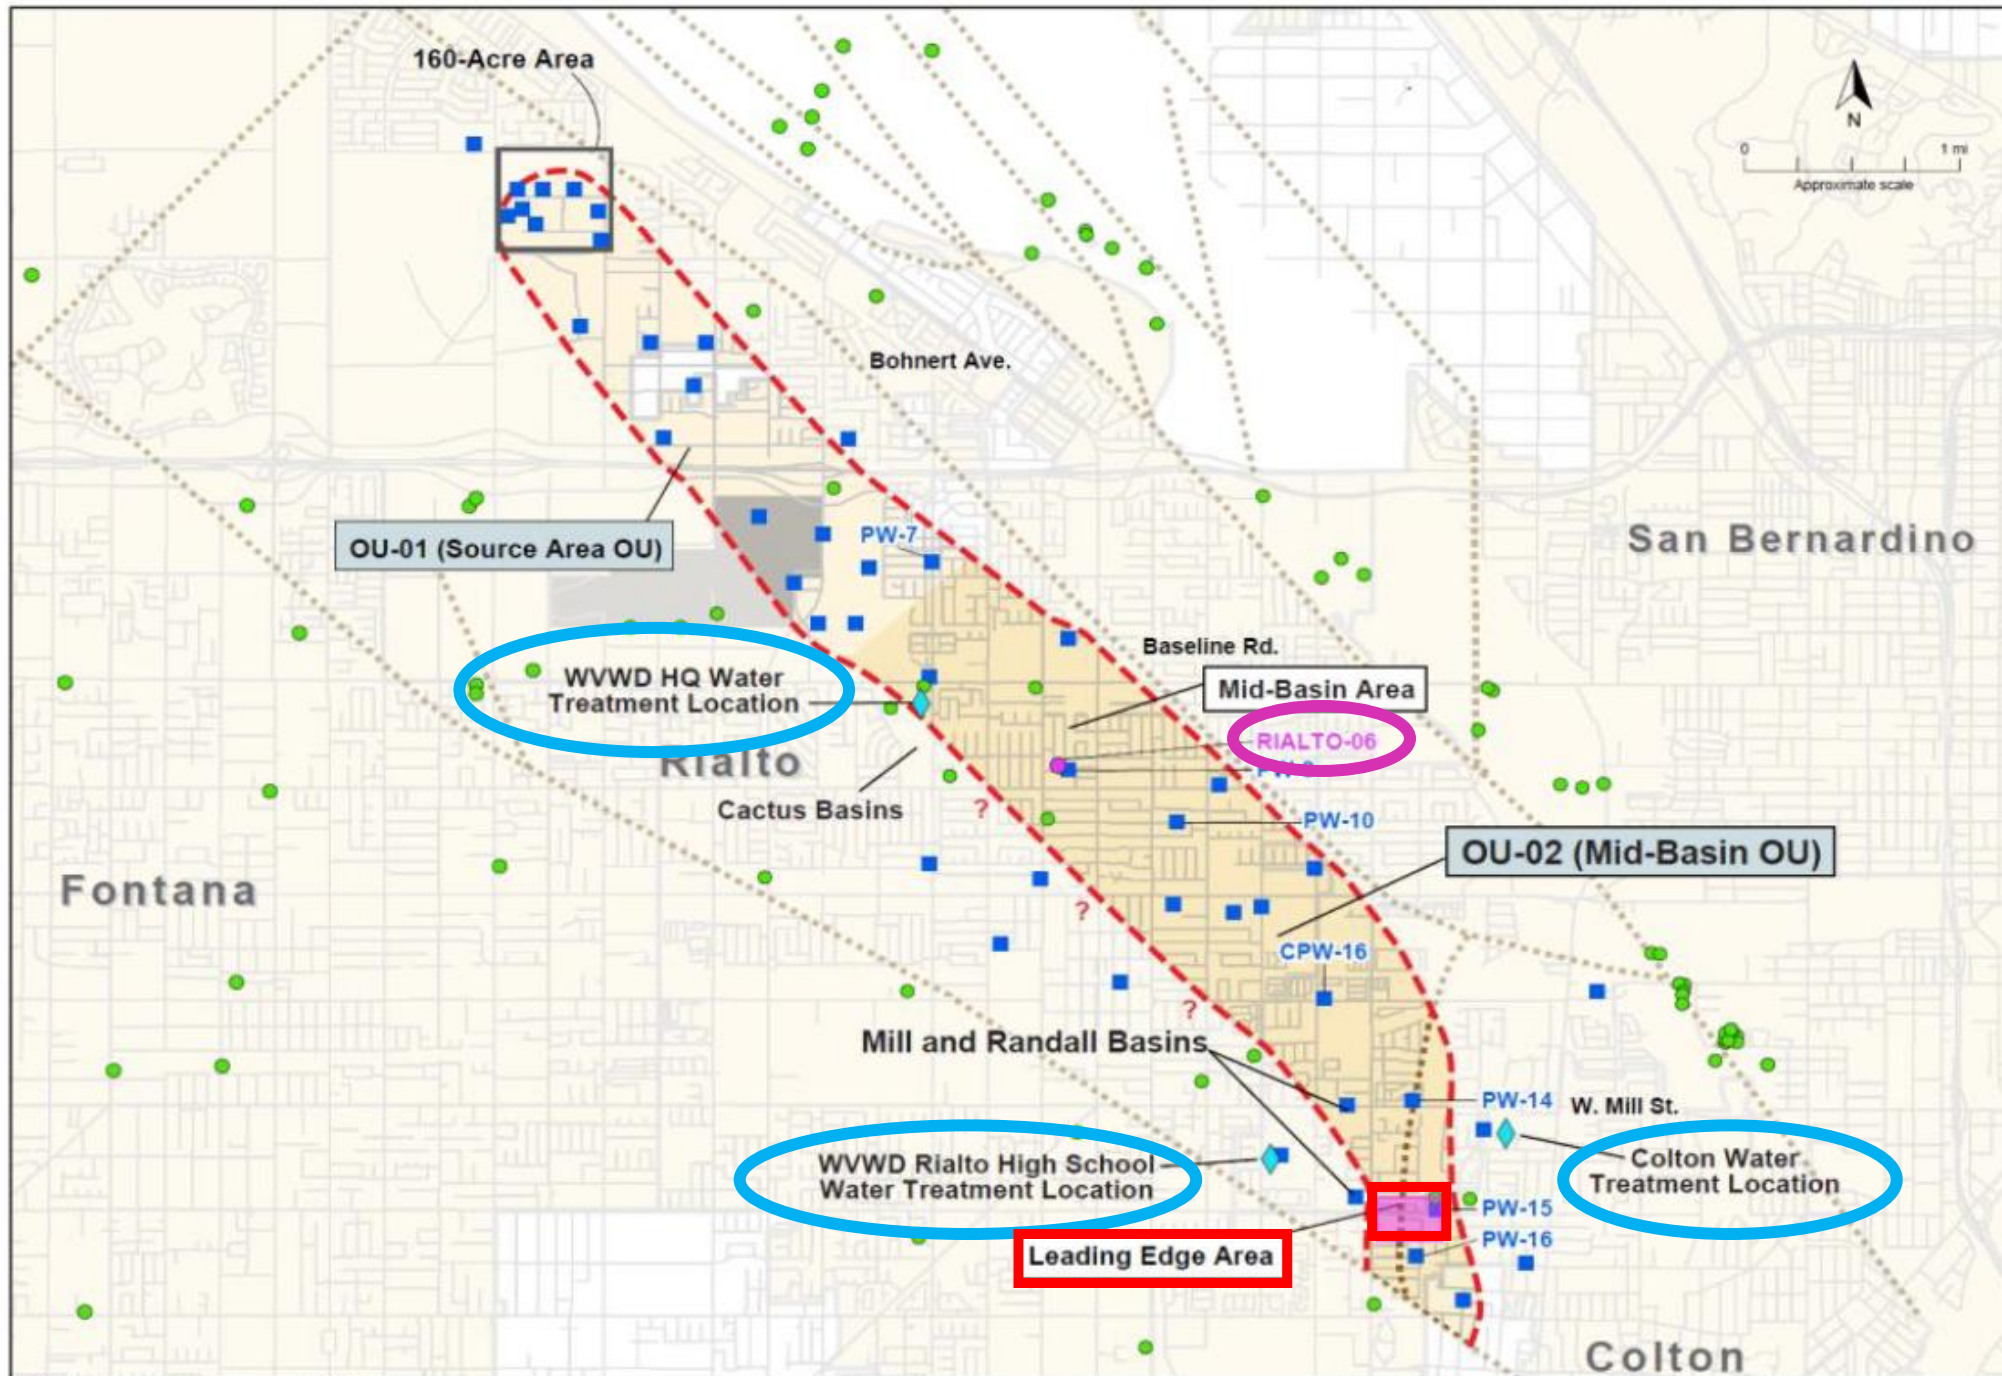 160-Acre Area
N
0
1 mi
Approximate scale
Bohnert Ave.
OU-01 (Source Area OU)
PW-7
San Bernardino
Baseline Rd.
WVWD HQ Water
Treatment Location
Mid-Basin Area
RIALTO-06
Rialto
Cactus Basins
?
PW-10
OU-02 (Mid-Basin OU)
Fontana
?
CPW-16
?
Mill and Randall Basins
PW-14
W. Mill St.
WVWD Rialto High School
Water Treatment Location
Colton Water
Treatment Location
PW-15
PW-16
Leading Edge Area
Colton